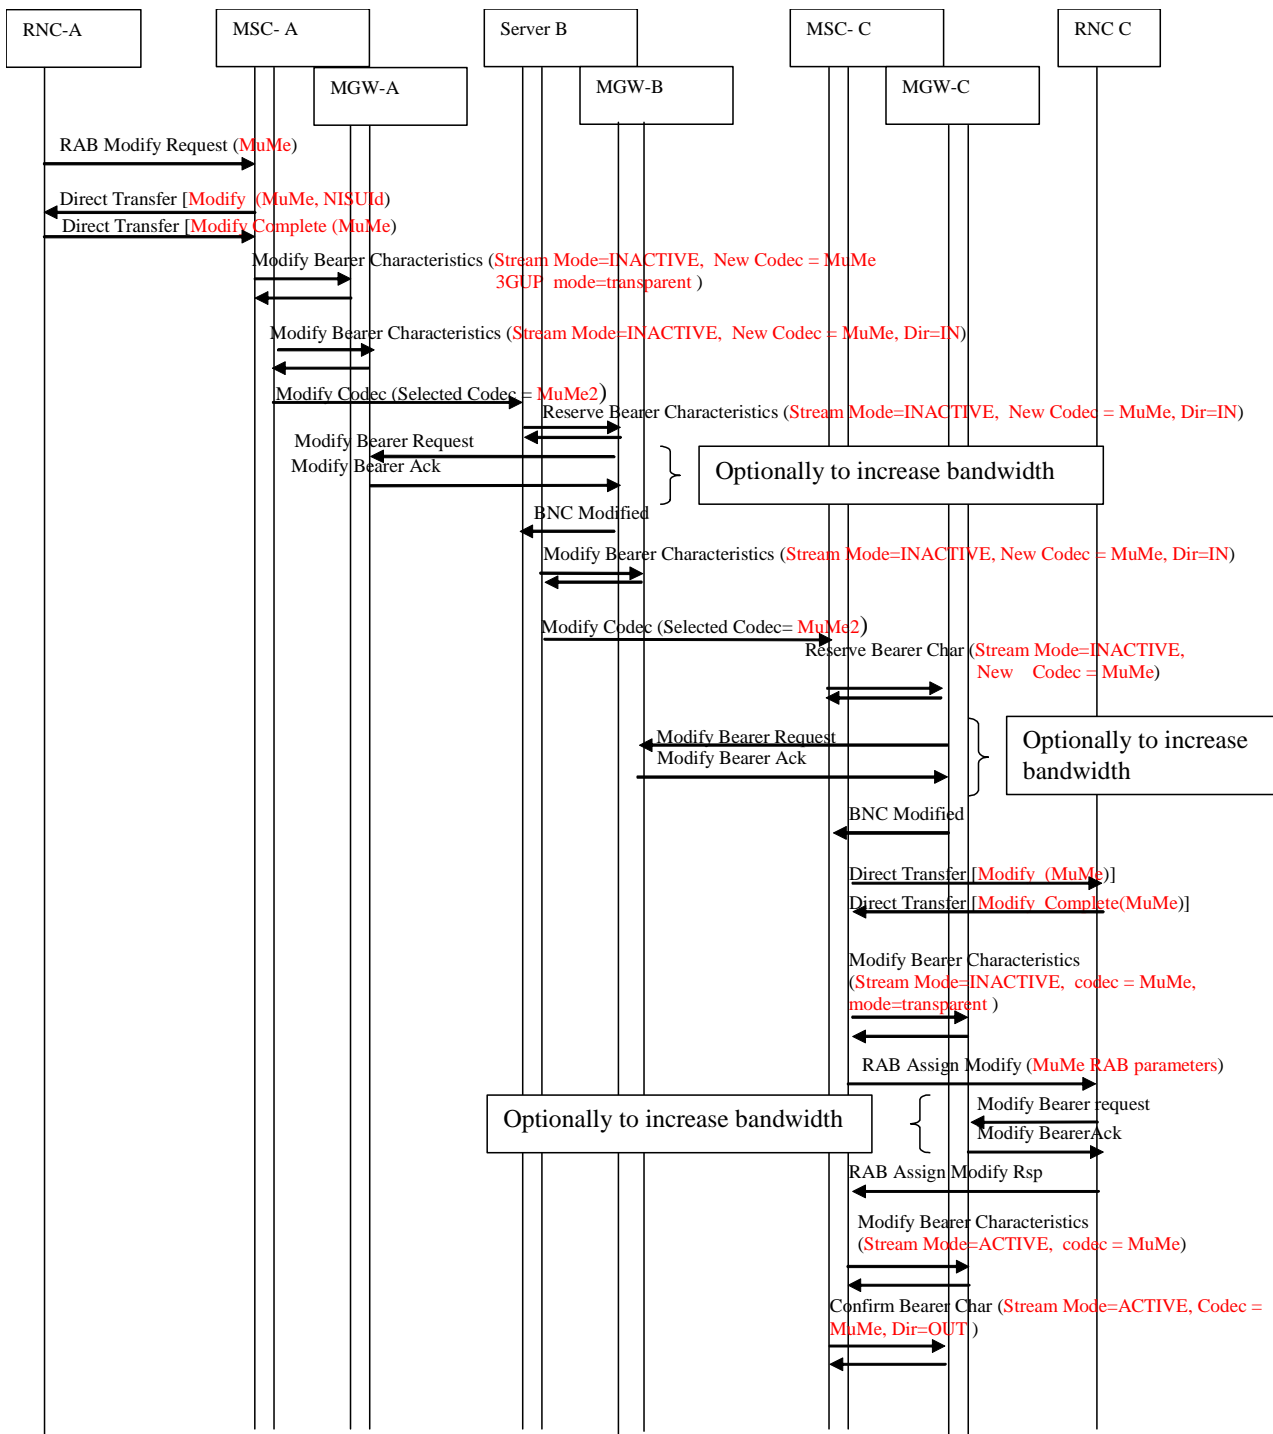 RNC-A
MSC- A
Server B
MSC- C
RNC C
MGW-A
MGW-B
MGW-C
RAB Modify Request (MuMe)
Direct Transfer [Modify (MuMe, NISUId)
Direct Transfer [Modify Complete (MuMe)
Modify Bearer Characteristics (Stream Mode=INACTIVE, New Codec = MuMe
3GUP mode=transparent )
Modify Bearer Characteristics (Stream Mode=INACTIVE, New Codec = MuMe, Dir=IN)
Modify Codec (Selected Codec = MuMe2)
Reserve Bearer Characteristics (Stream Mode=INACTIVE, New Codec = MuMe, Dir=IN)
Modify Bearer Request
Modify Bearer Ack
Optionally to increase bandwidth
BNC Modified
Modify Bearer Characteristics (Stream Mode=INACTIVE, New Codec = MuMe, Dir=IN)
Modify Codec (Selected Codec= MuMe2)
Reserve Bearer Char (Stream Mode=INACTIVE,
New Codec = MuMe)
Modify Bearer Request
Modify Bearer Ack
Optionally to increase
bandwidth
BNC Modified
Direct Transfer [Modify (MuMe)]
Direct Transfer [Modify Complete(MuMe)]
Modify Bearer Characteristics
(Stream Mode=INACTIVE, codec = MuMe,
mode=transparent )
RAB Assign Modify (MuMe RAB parameters)
Optionally to increase bandwidth
Modify Bearer request
Modify BearerAck
RAB Assign Modify Rsp
Modify Bearer Characteristics
(Stream Mode=ACTIVE, codec = MuMe)
Confirm Bearer Char (Stream Mode=ACTIVE, Codec =
MuMe, Dir=OUT )